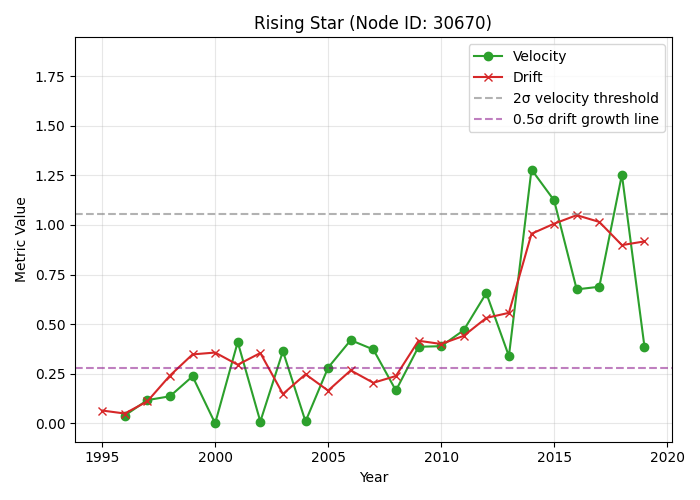 Rising Star (Node ID: 30670)
Velocity
Drift
2σ velocity threshold
0.5σ drift growth line
Metric Value
1.75
1.50
1.25
1.00
0.75
0.50
0.25
0.00
1995 2000 2005 2010 2015 2020
Year